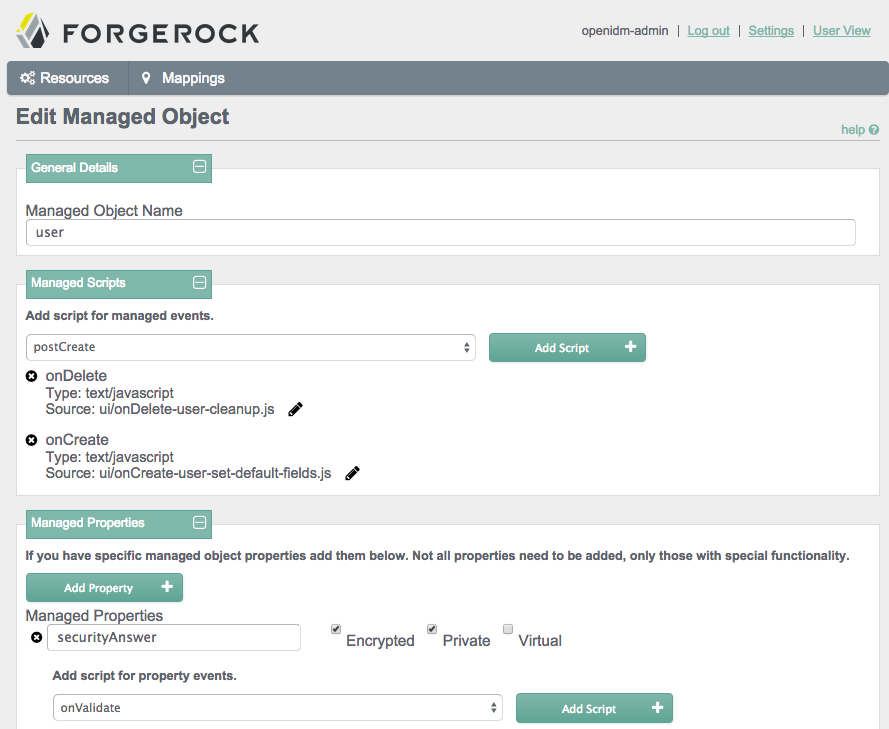 FORGEROCK
openidm-admin | Log out | Settings | User View
Resources Mappings
Edit Managed Object
help
General Details
Managed Object Name
user
Managed Scripts
Add script for managed events.
postCreate Add Script
onDelete
Type: text/javascript
Source: ui/onDelete-user-cleanup.js
onCreate
Type: text/javascript
Source: ui/onCreate-user-set-default-fields.js
Managed Properties
If you have specific managed object properties add them below. Not all properties need to be added, only those with special functionality.
Add Property
Managed Properties
securityAnswer Encrypted Private Virtual
Add script for property events.
onValidate Add Script